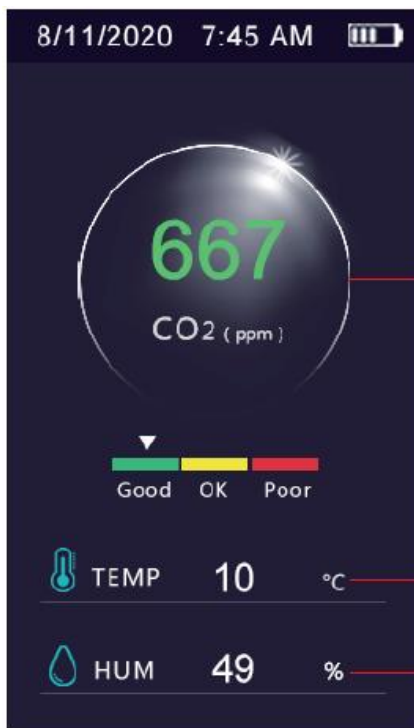 8/11/2020 7:45 AM
667
CO2 ( ppm )
Good OK Poor
TEMP 10 °C
HUM 49 %